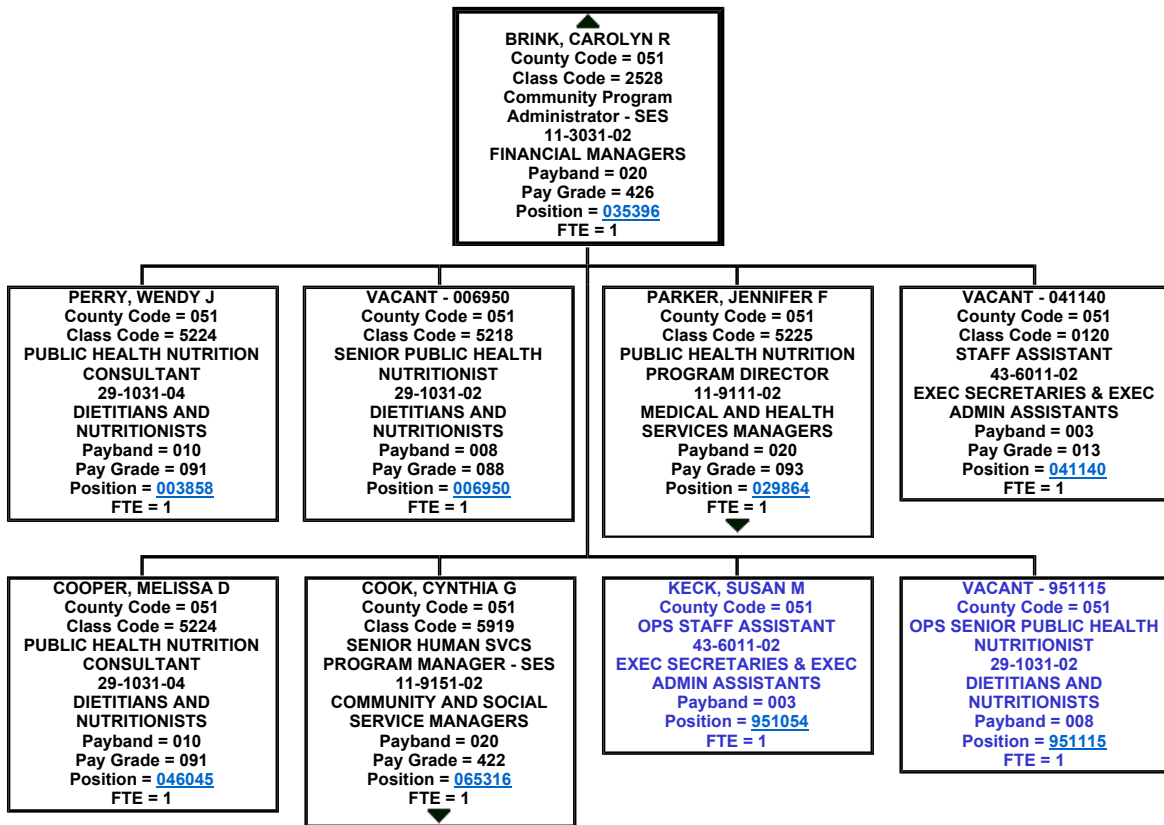 BRINK, CAROLYN R
County Code = 051
Class Code = 2528
Community Program
Administrator - SES
11-3031-02
FINANCIAL MANAGERS
Payband = 020
Pay Grade = 426
Position = 035396
FTE = 1
PERRY, WENDY J
County Code = 051
Class Code = 5224
PUBLIC HEALTH NUTRITION
CONSULTANT
29-1031-04
DIETITIANS AND
NUTRITIONISTS
Payband = 010
Pay Grade = 091
Position = 003858
FTE = 1
VACANT - 006950
County Code = 051
Class Code = 5218
SENIOR PUBLIC HEALTH
NUTRITIONIST
29-1031-02
DIETITIANS AND
NUTRITIONISTS
Payband = 008
Pay Grade = 088
Position = 006950
FTE = 1
PARKER, JENNIFER F
County Code = 051
Class Code = 5225
PUBLIC HEALTH NUTRITION
PROGRAM DIRECTOR
11-9111-02
MEDICAL AND HEALTH
SERVICES MANAGERS
Payband = 020
Pay Grade = 093
Position = 029864
FTE = 1
VACANT - 041140
County Code = 051
Class Code = 0120
STAFF ASSISTANT
43-6011-02
EXEC SECRETARIES & EXEC
ADMIN ASSISTANTS
Payband = 003
Pay Grade = 013
Position = 041140
FTE = 1
COOPER, MELISSA D
County Code = 051
Class Code = 5224
PUBLIC HEALTH NUTRITION
CONSULTANT
29-1031-04
DIETITIANS AND
NUTRITIONISTS
Payband = 010
Pay Grade = 091
Position = 046045
FTE = 1
COOK, CYNTHIA G
County Code = 051
Class Code = 5919
SENIOR HUMAN SVCS
PROGRAM MANAGER - SES
11-9151-02
COMMUNITY AND SOCIAL
SERVICE MANAGERS
Payband = 020
Pay Grade = 422
Position = 065316
FTE = 1
KECK, SUSAN M
County Code = 051
OPS STAFF ASSISTANT
43-6011-02
EXEC SECRETARIES & EXEC
ADMIN ASSISTANTS
Payband = 003
Position = 951054
FTE = 1
VACANT - 951115
County Code = 051
OPS SENIOR PUBLIC HEALTH
NUTRITIONIST
29-1031-02
DIETITIANS AND
NUTRITIONISTS
Payband = 008
Position = 951115
FTE = 1